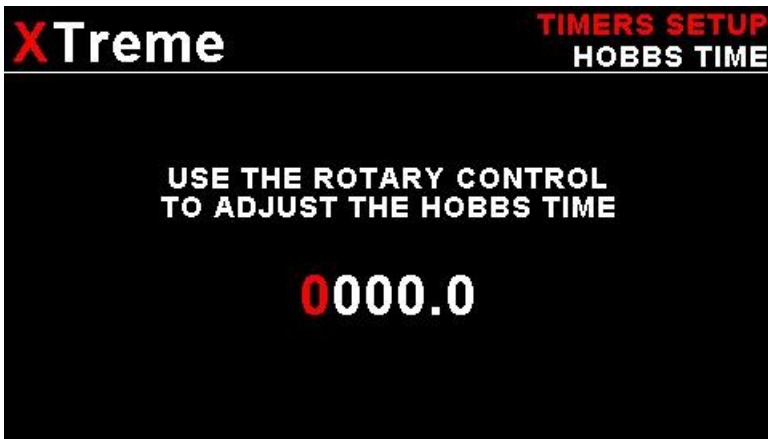 XTreme
TIMERS SETUP
HOBBS TIME
USE THE ROTARY CONTROL
TO ADJUST THE HOBBS TIME
0000.0